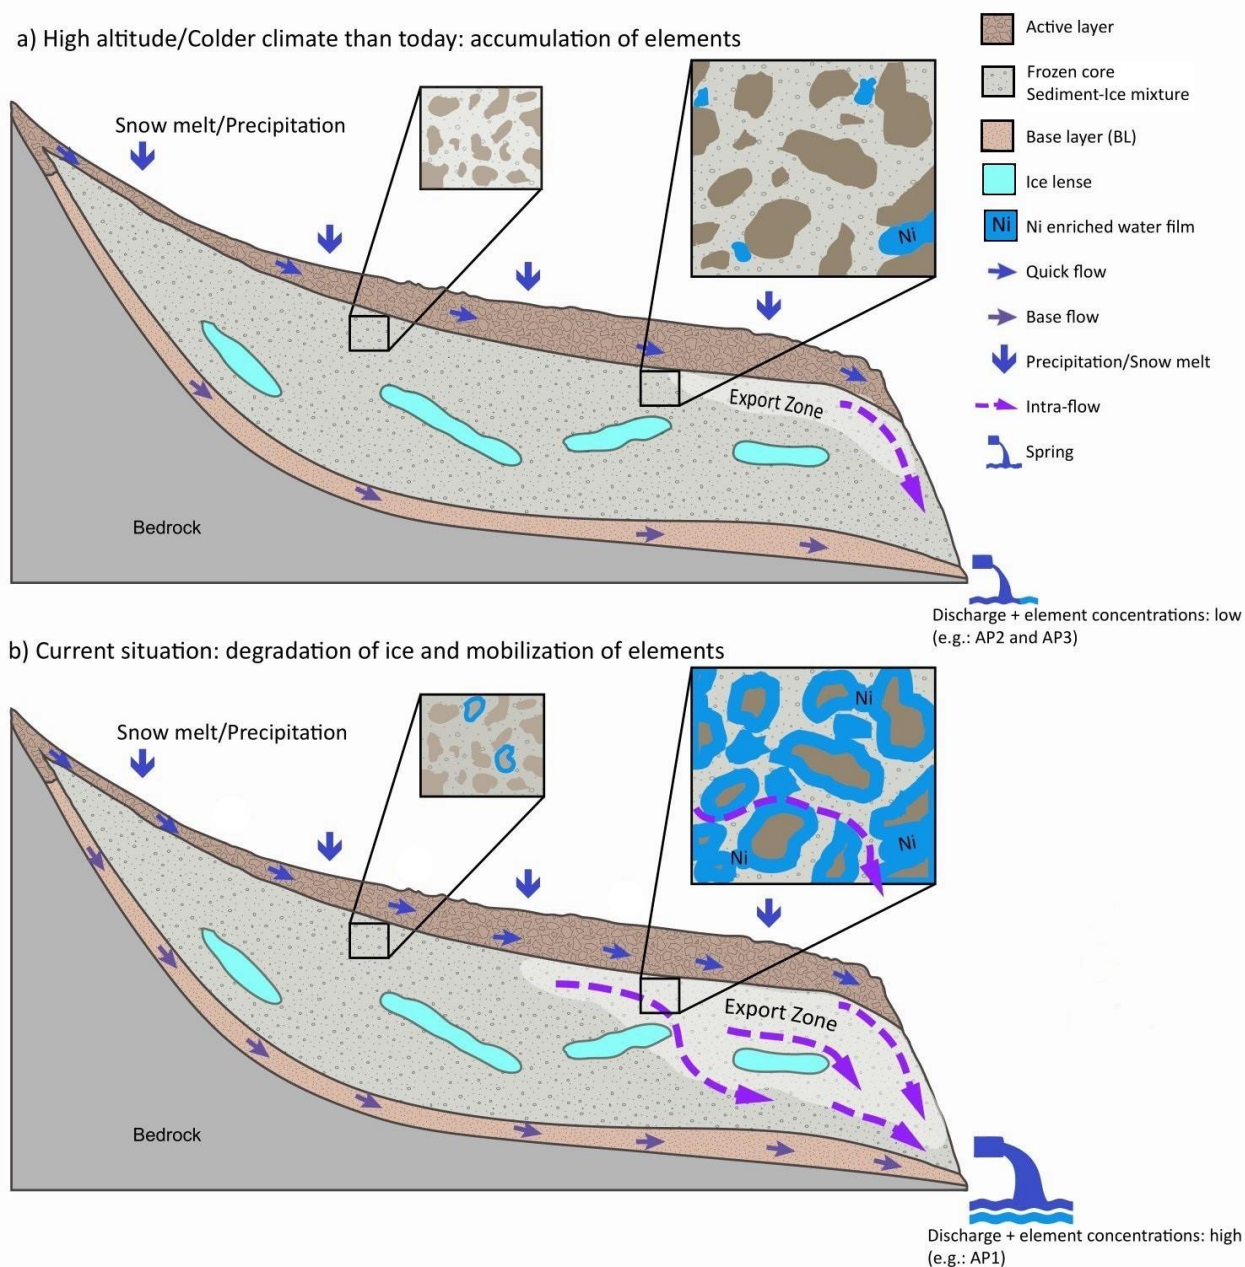 a) High altitude/Colder climate than today: accumulation of elements
Snow melt/Precipitation
Ni
Export Zone
Bedrock
Active layer
Frozen core
Sediment-Ice mixture
Base layer (BL)
Ice lense
Ni
Ni enriched water film
Quick flow
Base flow
Precipitation/Snow melt
Intra-flow
Spring
Discharge + element concentrations: low
(e.g.: AP2 and AP3)
b) Current situation: degradation of ice and mobilization of elements
Snow melt/Precipitation
Ni
Ni
Ni
Export Zone
Bedrock
Discharge + element concentrations: high
(e.g.: AP1)